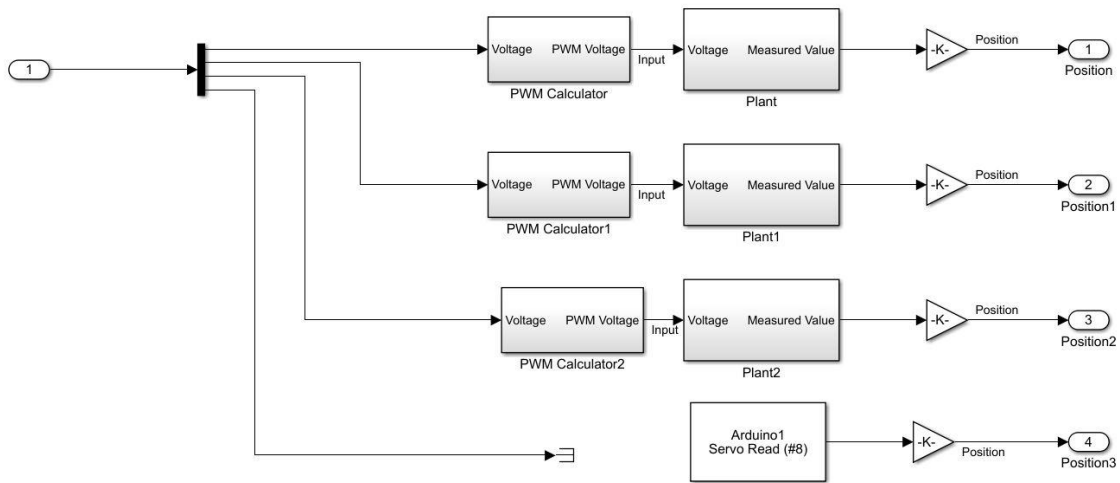 Voltage PWM Voltage Input Voltage Measured Value -K- Position 1
1
PWM Calculator Plant Position
Voltage PWM Voltage Input Voltage Measured Value -K- Position 2
PWM Calculator1 Plant1 Position1
Voltage PWM Voltage Input Voltage Measured Value -K- Position 3
PWM Calculator2 Plant2 Position2
Arduino1
Servo Read (#8) -K- Position 4
Position3